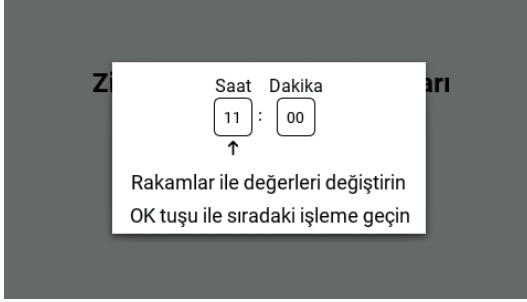 Saat Dakika
11 : 00
Rakamlar ile değerleri değiştirin
OK tuşu ile sıradaki işleme geçin